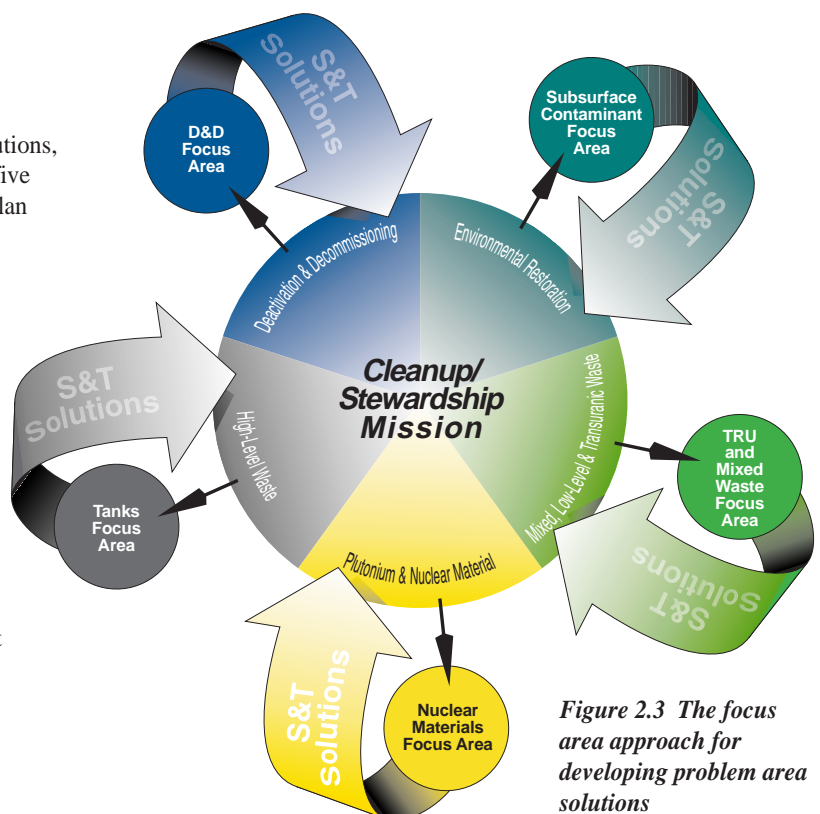 utions,
five
lan
t
S&T
Solutions
D&D
Focus
Area
S&T
Solutions
Subsurface
Contaminant
Focus
Area
Deactivation & Decommissioning
Environmental Restoration
S&T
Solutions
Tanks
Focus
Area
High-Level Waste
Cleanup/
Stewardship
Mission
Mixed, Low-Level & Transuranic Waste
TRU
and
Mixed
Waste
Focus
Area
S&T
Solutions
Plutonium & Nuclear Material
S&T
Solutions
Nuclear
Materials
Focus Area
Figure 2.3 The focus
area approach for
developing problem area
solutions